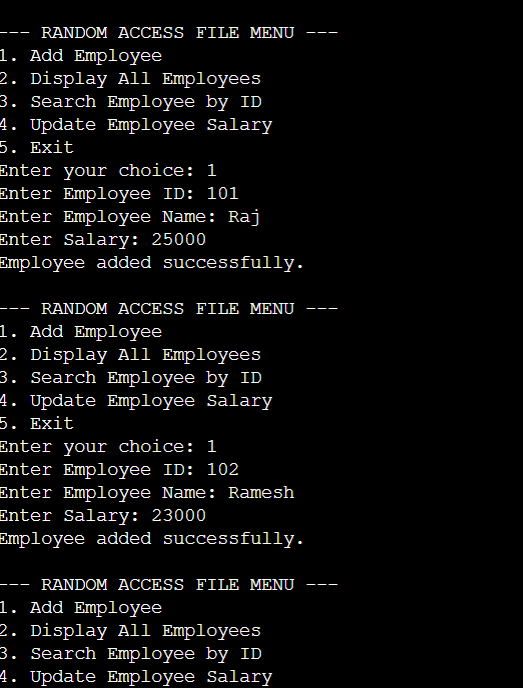 --- RANDOM ACCESS FILE MENU ---
1. Add Employee
2. Display All Employees
3. Search Employee by ID
4. Update Employee Salary
5. Exit
Enter your choice: 1
Enter Employee ID: 101
Enter Employee Name: Raj
Enter Salary: 25000
Employee added successfully.

--- RANDOM ACCESS FILE MENU ---
1. Add Employee
2. Display All Employees
3. Search Employee by ID
4. Update Employee Salary
5. Exit
Enter your choice: 1
Enter Employee ID: 102
Enter Employee Name: Ramesh
Enter Salary: 23000
Employee added successfully.

--- RANDOM ACCESS FILE MENU ---
1. Add Employee
2. Display All Employees
3. Search Employee by ID
4. Update Employee Salary